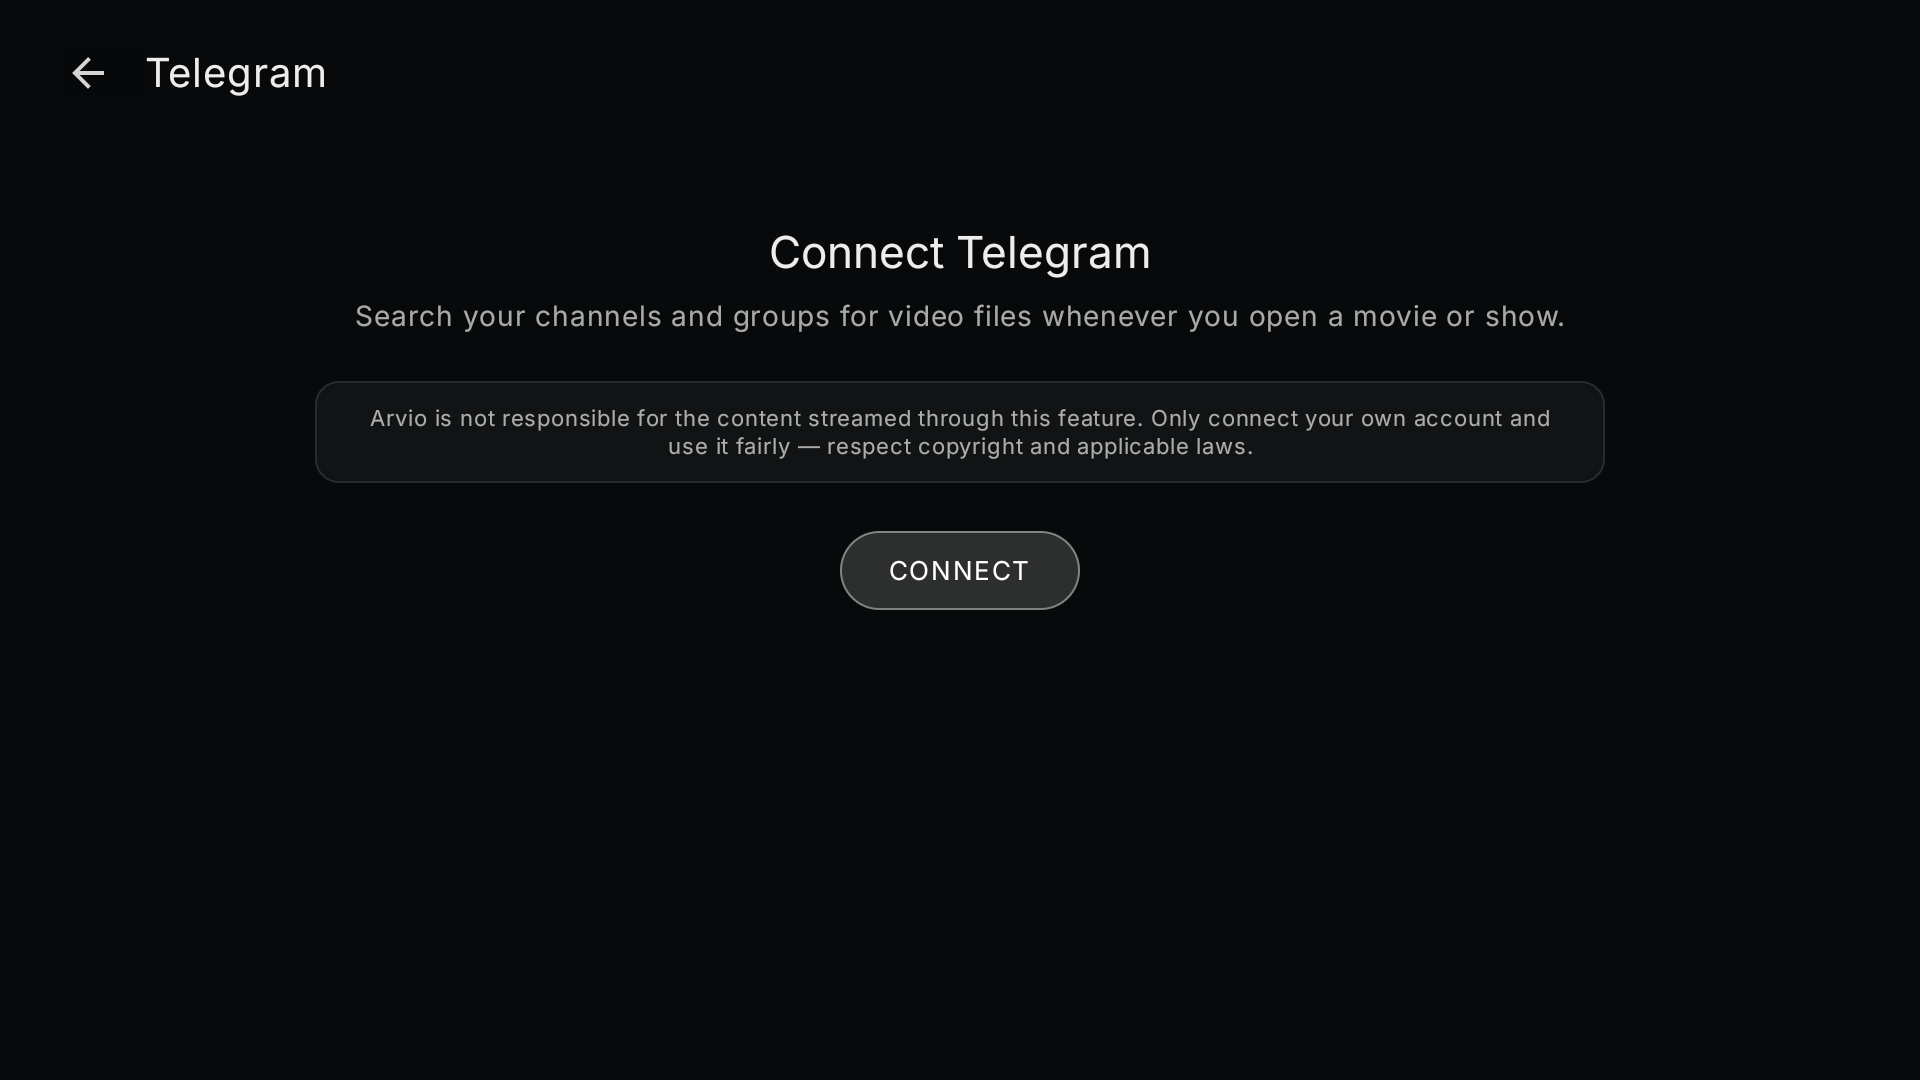 Telegram
Connect Telegram
Search your channels and groups for video files whenever you open a movie or show.
Arvio is not responsible for the content streamed through this feature. Only connect your own account and
use it fairly — respect copyright and applicable laws.
CONNECT